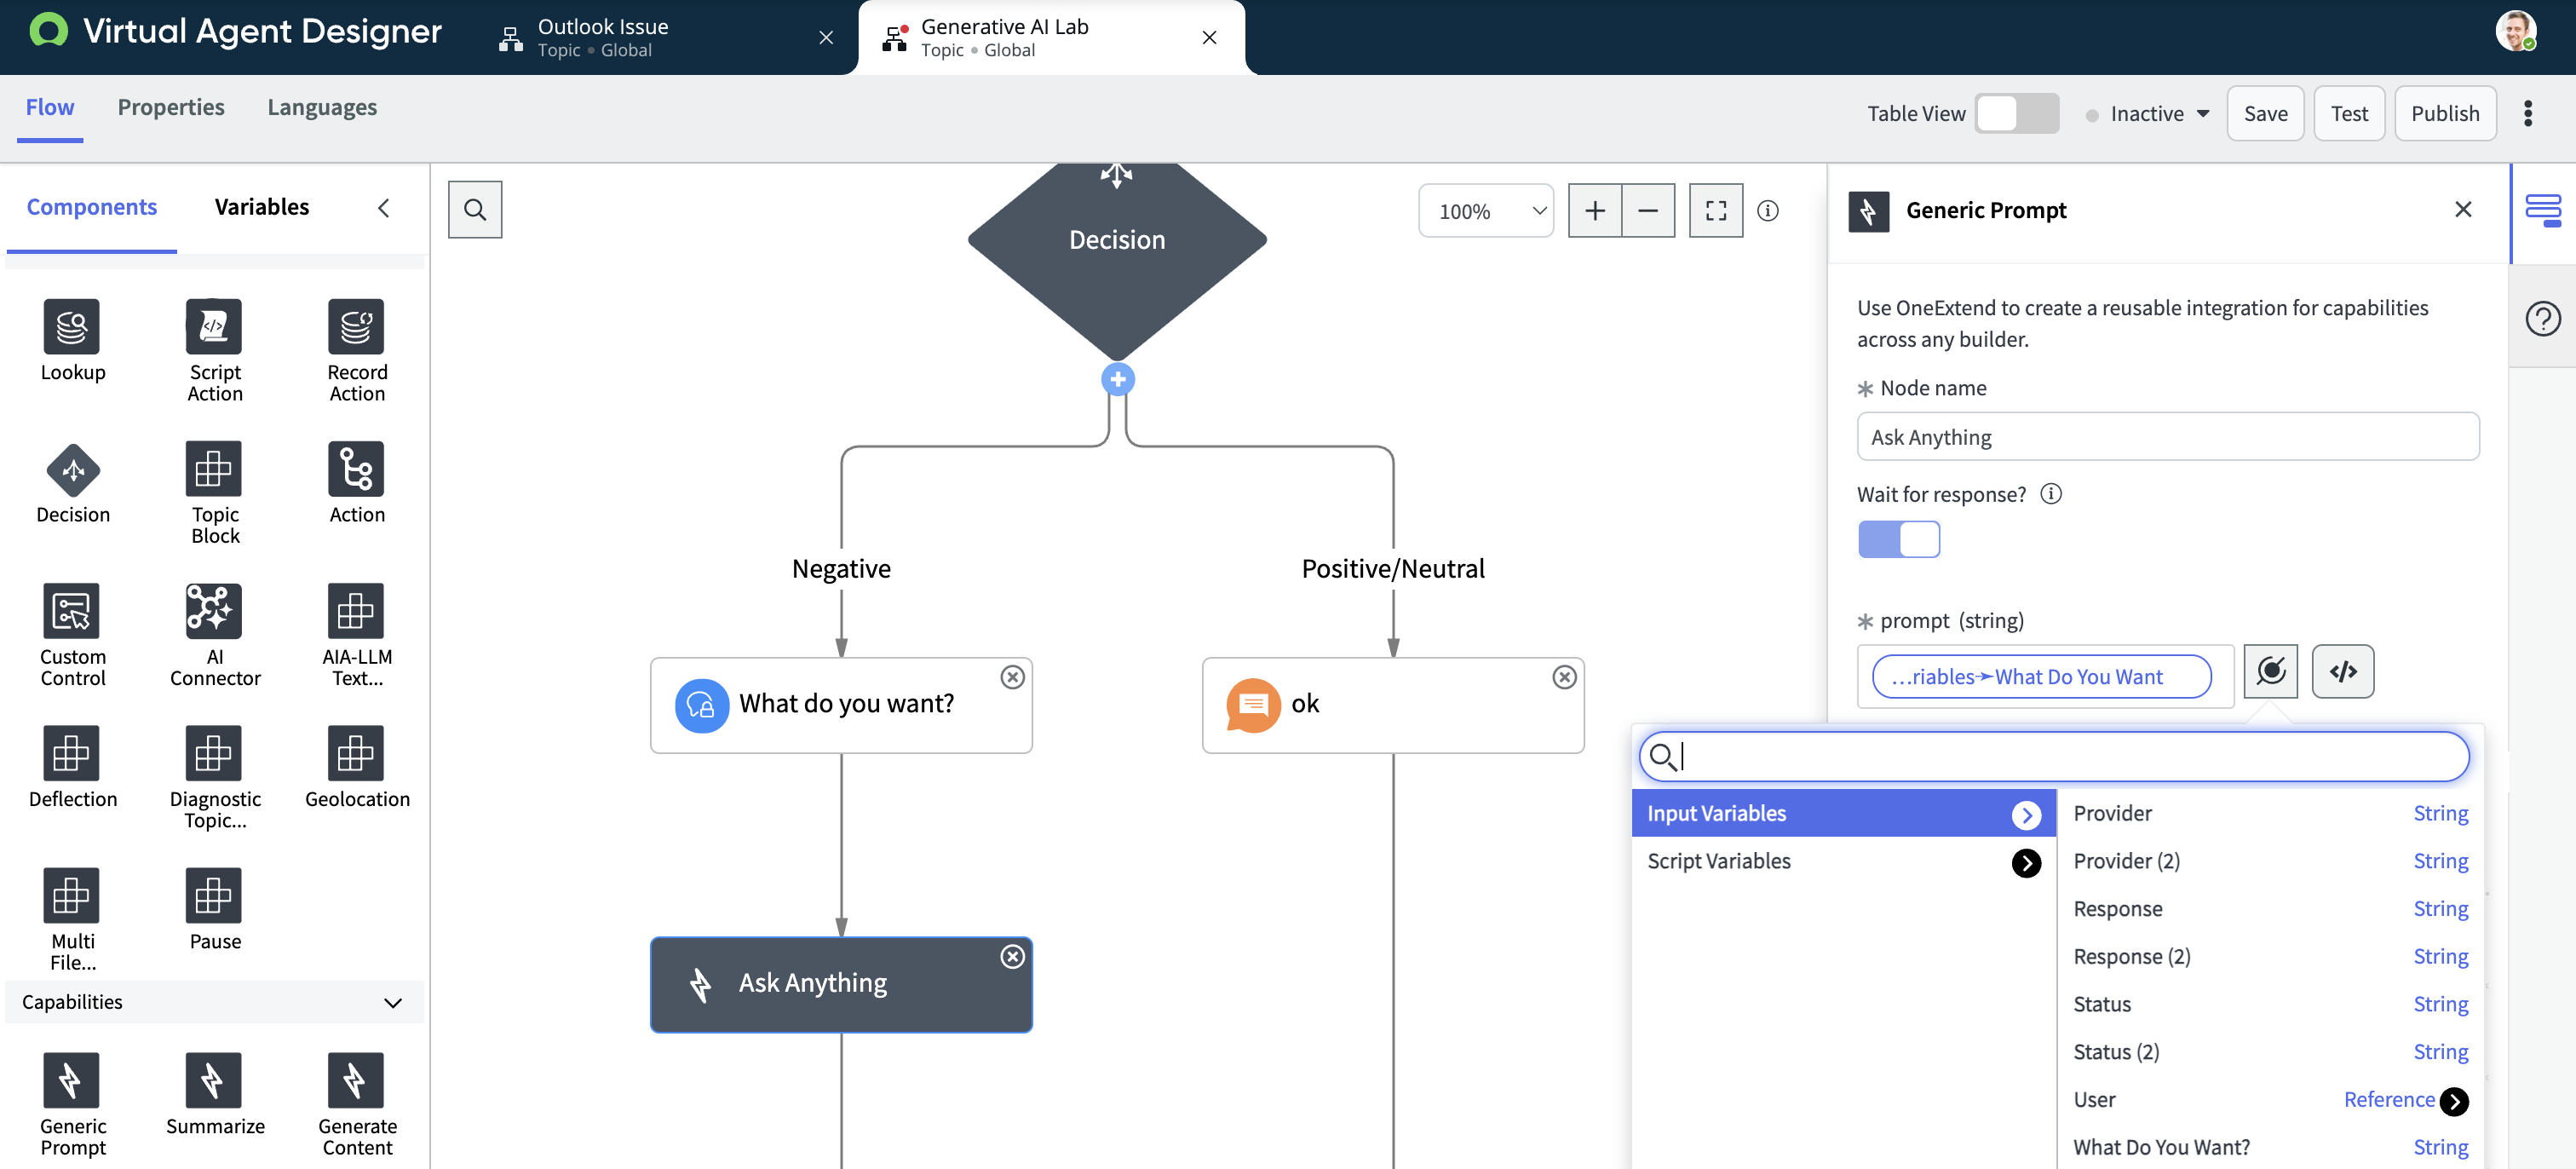 Virtual Agent Designer
Outlook Issue
Topic • Global
Generative AI Lab
Topic • Global
Flow
Properties
Languages
Table View
Inactive
Save
Test
Publish
Components
Variables
Lookup
Script
Action
Record
Action
Decision
Topic
Block
Action
Custom
Control
AI
Connector
AIA-LLM
Text...
Deflection
Diagnostic
Topic...
Geolocation
Multi
File...
Pause
Capabilities
Generic
Prompt
Summarize
Generate
Content
100%
Decision
Negative
Positive/Neutral
What do you want?
ok
Ask Anything
Generic Prompt
Use OneExtend to create a reusable integration for capabilities
across any builder.
* Node name
Ask Anything
Wait for response?
* prompt (string)
...riables➛What Do You Want
Input Variables
Script Variables
Provider String
Provider (2) String
Response String
Response (2) String
Status String
Status (2) String
User Reference
What Do You Want? String